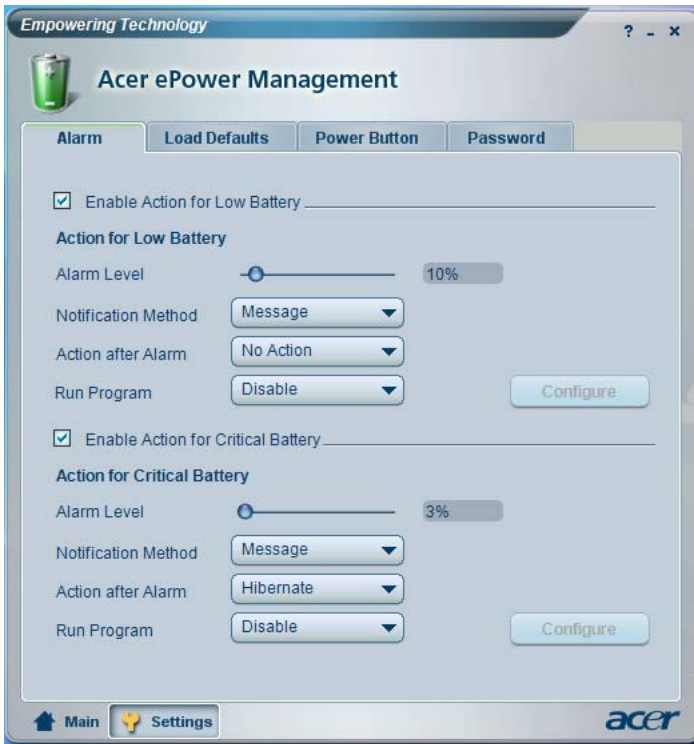 Empowering Technology
? - x
Acer ePower Management
Alarm Load Defaults Power Button Password
Enable Action for Low Battery
Action for Low Battery
Alarm Level 10%
Notification Method Message
Action after Alarm No Action
Run Program Disable Configure
Enable Action for Critical Battery
Action for Critical Battery
Alarm Level 3%
Notification Method Message
Action after Alarm Hibernate
Run Program Disable Configure
Main Settings acer